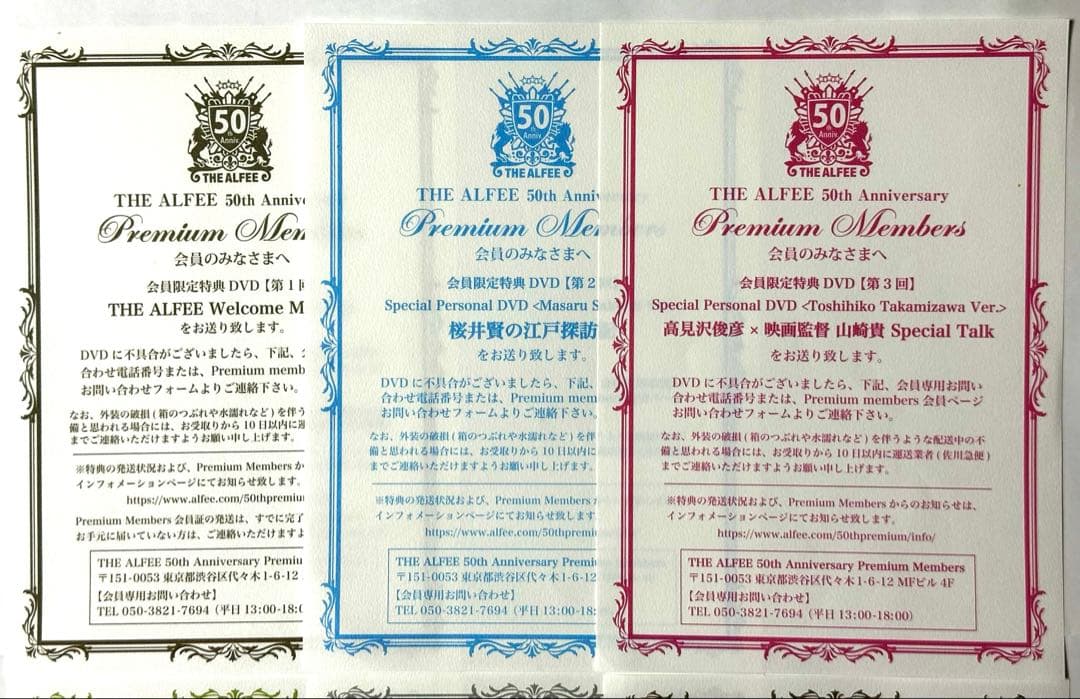 50
th
Anniv
THE ALFEE
THE ALFEE 50th Anniv
Premium Mem
会員のみなさまへ
会員限定特典 DVD【第1回
THE ALFEE Welcome M
をお送り致します。
DVD に不具合がございましたら、下記、
合わせ電話番号または、Premium memb
お問い合わせフォームよりご連絡下さい。
なお、外装の破損(箱のつぶれや水濡れなど)を伴う
備と思われる場合には、お受取りから10日以内に運
までご連絡いただけますようお願い申し上げます。
※特典の発送状況および、Premium Members か
インフォメーションページにてお知らせ致します。
https://www.alfee.com/50thpremiu
Premium Members 会員証の発送は、すでに完了
お手元に届いていない方は、ご連絡いただけますよ
THE ALFEE 50th Anniversary Premiu
〒151-0053 東京都渋谷区代々木1-6-12
【会員専用お問い合わせ】
TEL 050-3821-7694（平日 13:00-18:0
50
th
Anniv
THE ALFEE
THE ALFEE 50th Anniv
Premium Me
会員のみなさまへ
会員限定特典 DVD【第2
Special Personal DVD <Masaru S
桜井賢の江戸探訪
をお送り致します。
DVD に不具合がございましたら、下記、
合わせ電話番号または、Premium mem
お問い合わせフォームよりご連絡下さい。
なお、外装の破損(箱のつぶれや水濡れなど)を伴
備と思われる場合には、お受取りから10日以内に
までご連絡いただけますようお願い申し上げます。
※特典の発送状況および、Premium Members
インフォメーションページにてお知らせ致します
https://www.alfee.com/50thpremiu
THE ALFEE 50th Anniversary Premi
〒151-0053 東京都渋谷区代々木1-6-12
【会員専用お問い合わせ】
TEL 050-3821-7694（平日 13:00-18:
50
th
Anniv
THE ALFEE
THE ALFEE 50th Anniversary
Premium Members
会員のみなさまへ
会員限定特典 DVD【第3回】
Special Personal DVD <Toshihiko Takamizawa Ver.>
高見沢俊彦 × 映画監督 山崎貴 Special Talk
をお送り致します。
DVD に不具合がございましたら、下記、会員専用お問い
合わせ電話番号または、Premium members 会員ページ
お問い合わせフォームよりご連絡下さい。
なお、外装の破損(箱のつぶれや水濡れなど)を伴うような配送中の不
備と思われる場合には、お受取りから10日以内に運送業者(佐川急便)
までご連絡いただけますようお願い申し上げます。
※特典の発送状況および、Premium Members からのお知らせは、
インフォメーションページにてお知らせ致します。
https://www.alfee.com/50thpremium/info/
THE ALFEE 50th Anniversary Premium Members
〒151-0053 東京都渋谷区代々木1-6-12 MFビル 4F
【会員専用お問い合わせ】
TEL 050-3821-7694（平日 13:00-18:00）